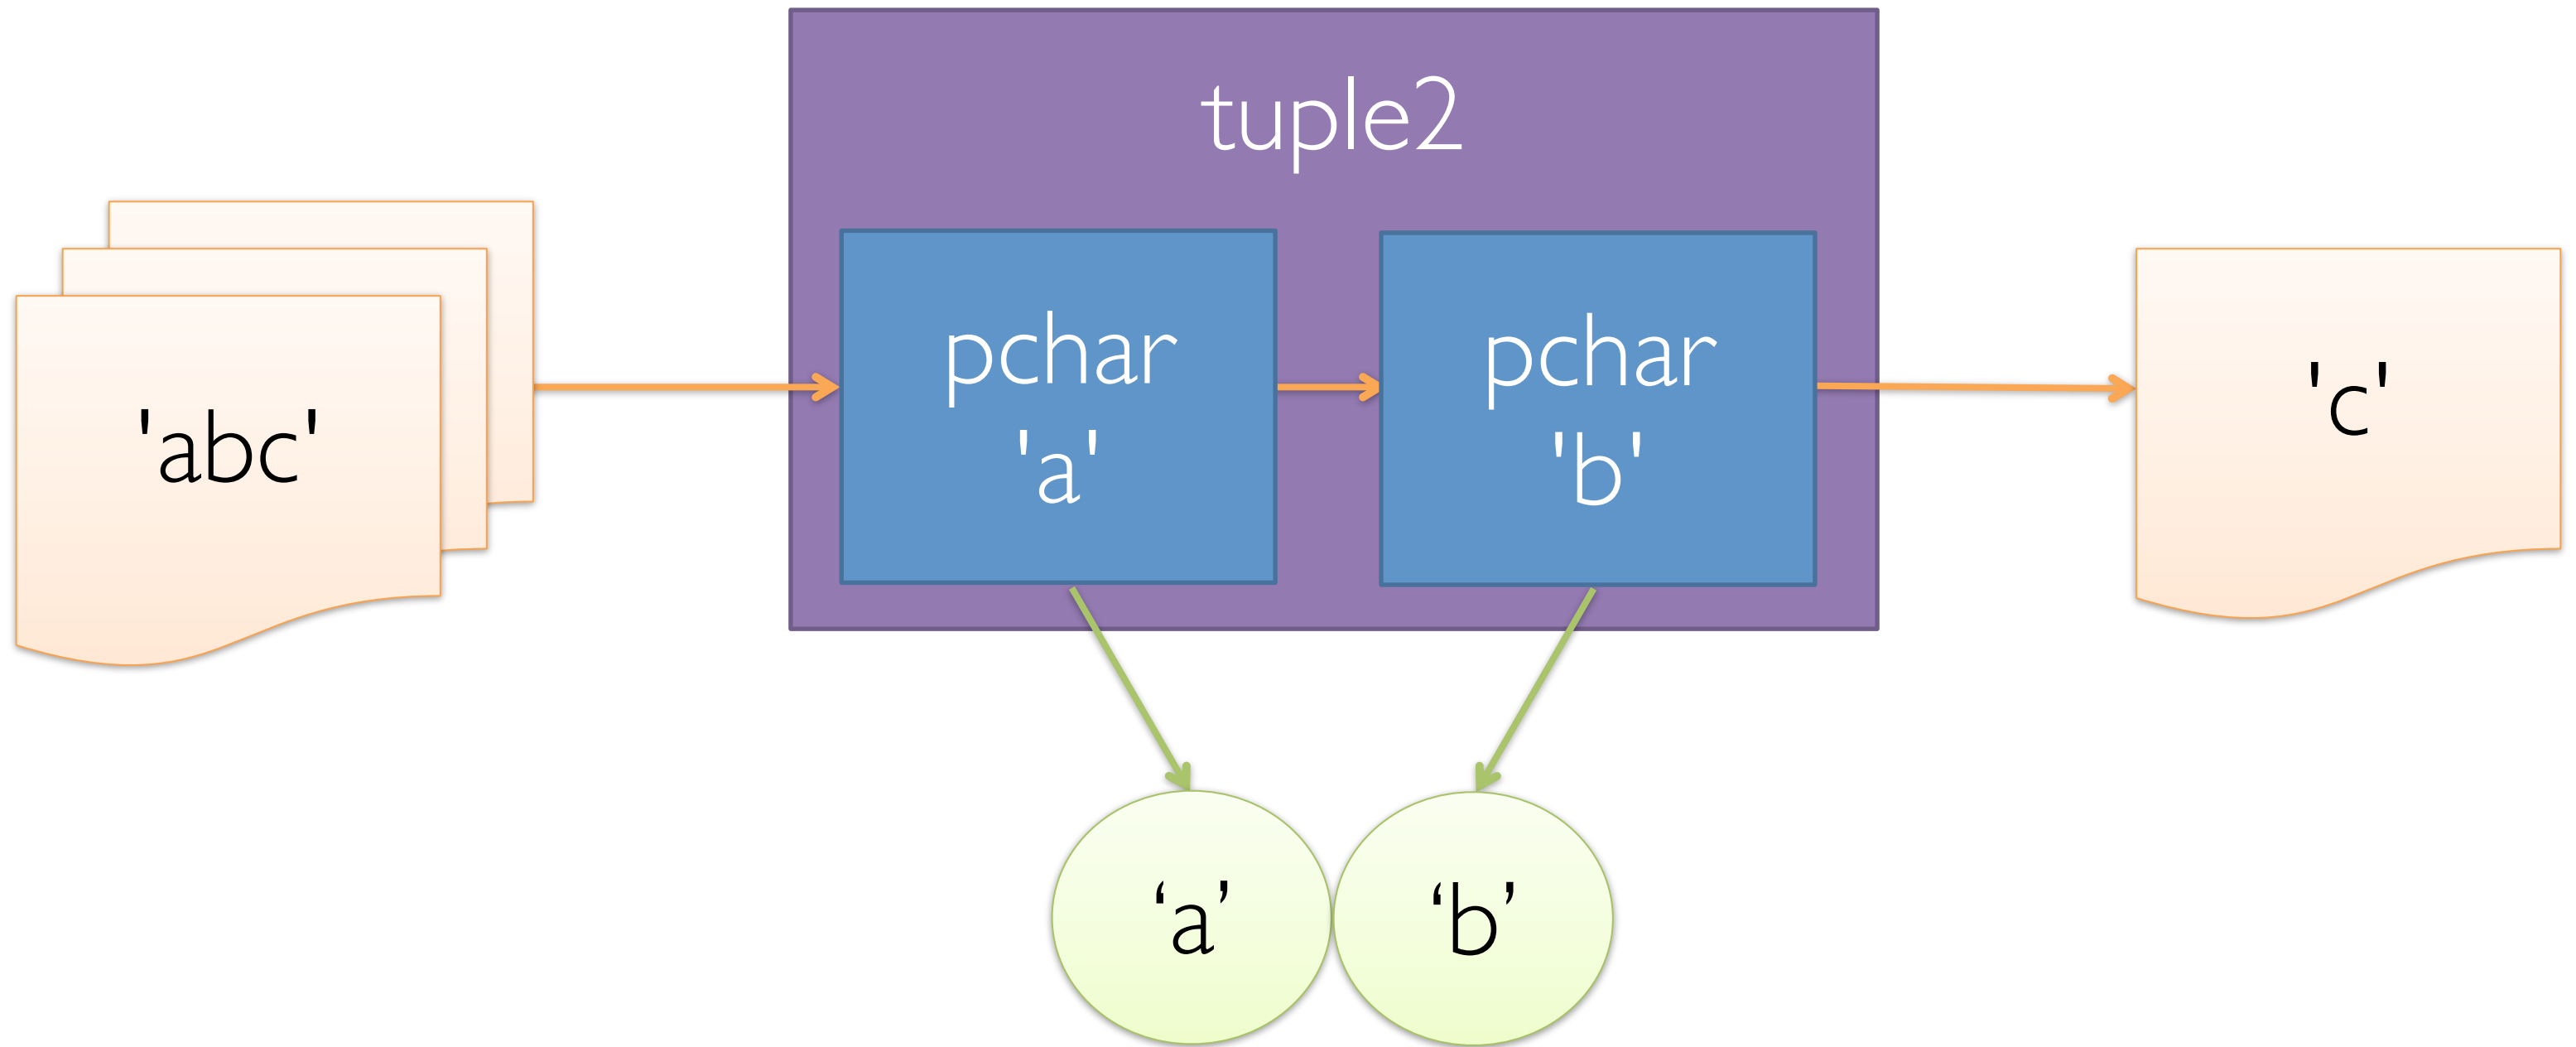 tuple2
'abc'
pchar
'a'
pchar
'b'
'c'
‘a’
‘b’